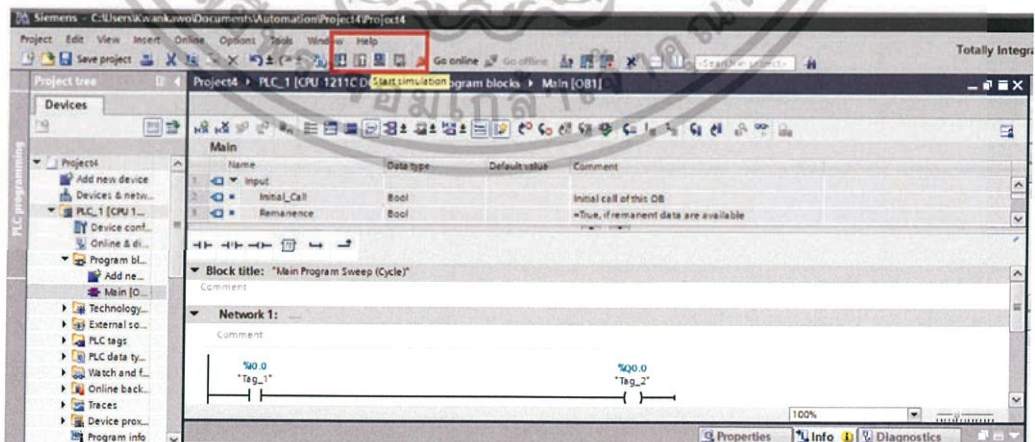 Siemens - C:\Users\Kwankawo\Documents\Automation\Project4\Project4
Project Edit View Insert Online Options Tools Window Help
Save project Go online Go offline
Totally Integra
Start simulation
Project tree
Project4 PLC_1 [CPU 1211C D ogram blocks Main [OB1]
Devices
PLC programming
Project4
Add new device
Devices & netw...
PLC_1 [CPU 1...
Device conf...
Online & di...
Program bl...
Add ne...
Main [O...
Technology...
External so...
PLC tags
PLC data ty...
Watch and f...
Online back...
Traces
Device prox...
Program info
Main
Name Data type Default value Comment
1 Input
2 Initial_Call Bool Initial call of this OB
3 Remanence Bool =True, if remanent data are available
Block title: "Main Program Sweep (Cycle)"
Comment
Network 1: ....
Comment
%I0.0 %Q0.0
"Tag_1" "Tag_2"
100%
Properties Info Diagnostics